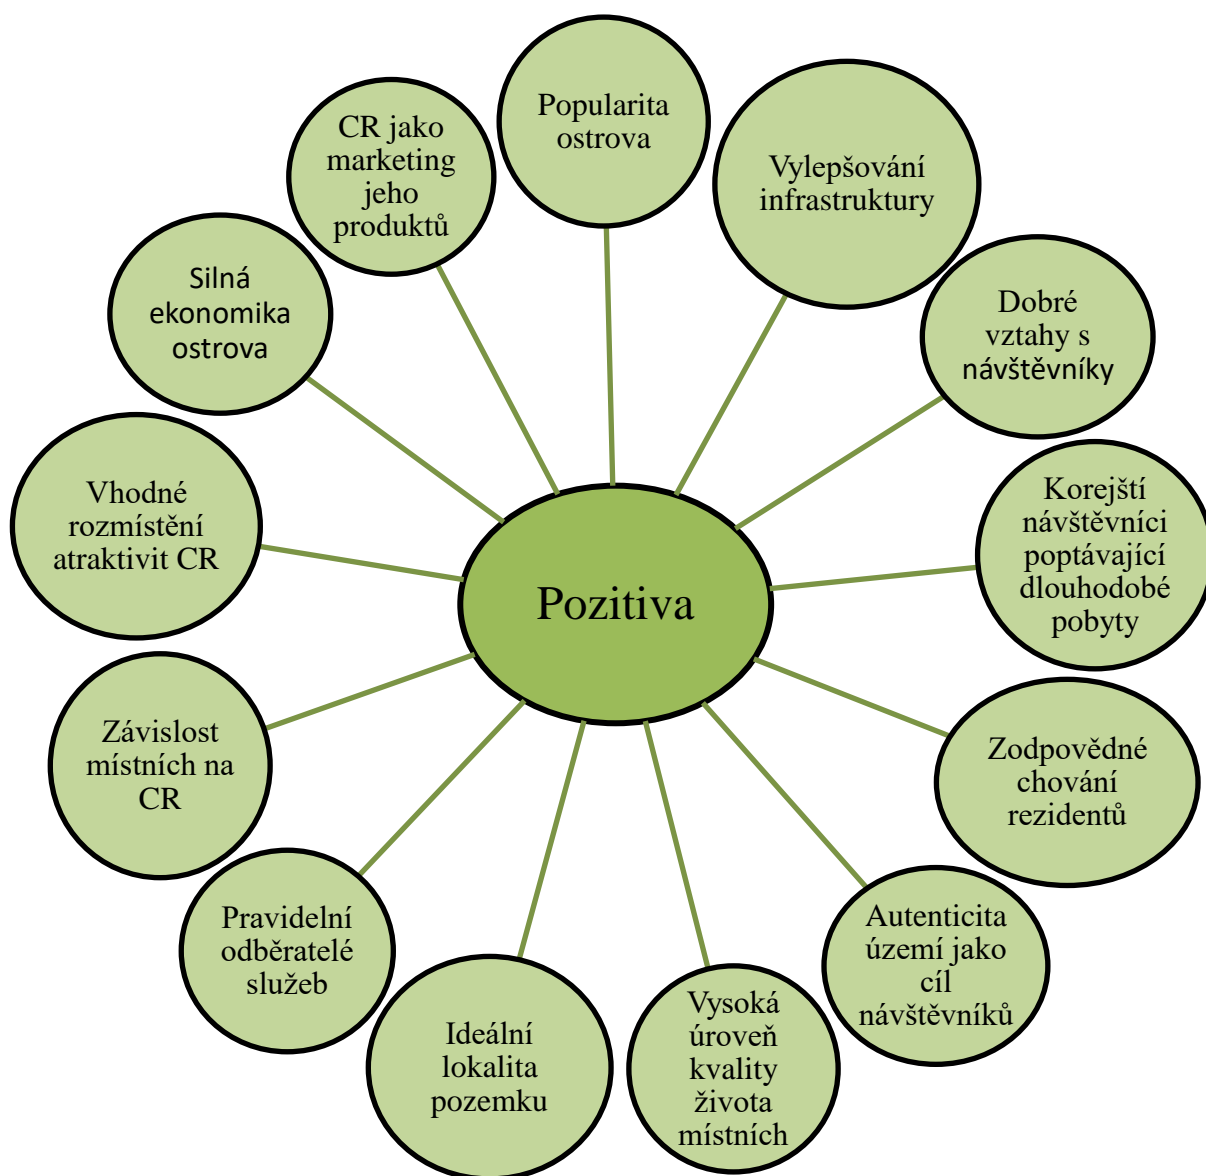 Popularita
ostrova
Vylepšování
infrastruktury
Dobré
vztahy s
návštěvníky
Korejští
návštěvníci
poptávající
dlouhodobé
pobyty
Zodpovědné
chování
rezidentů
Autenticita
území jako
cíl
návštěvníků
Vysoká
úroveň
kvality
života
místních
Ideální
lokalita
pozemku
Pravidelní
odběratelé
služeb
Závislost
místních na
CR
Vhodné
rozmístění
atraktivit CR
Silná
ekonomika
ostrova
CR jako
marketing
jeho
produktů
Pozitiva